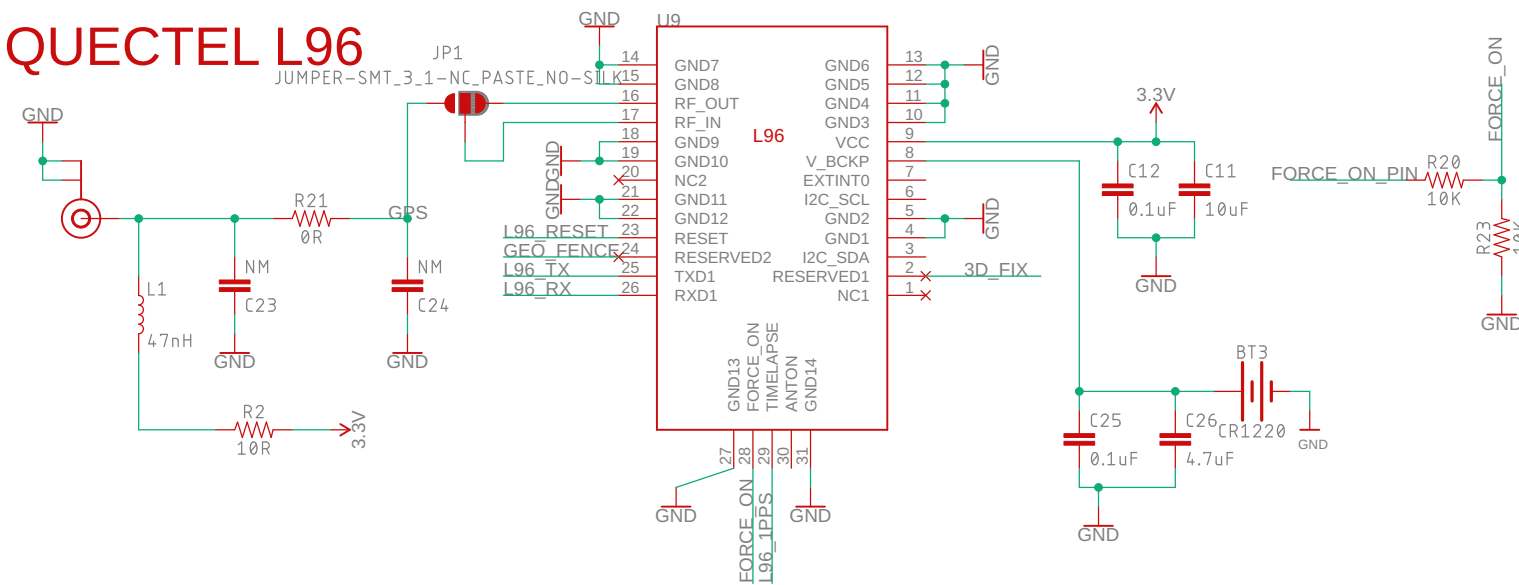 QUECTEL L96
GND
U9
JP1
JUMPER-SMT_3_1-NC_PASTE_NO-SILK
GND
GPS
R21
0R
NM
C23
NM
C24
L1
47nH
GND
GND
R2
10R
3.3V
GND
GND
L96_RESET
GEO_FENCE
L96_TX
L96_RX
14 GND7
15 GND8
16 RF_OUT
17 RF_IN
18 GND9
19 GND10
20 NC2
21 GND11
22 GND12
23 RESET
24 RESERVED2
25 TXD1
26 RXD1
L96
GND6 13
GND5 12
GND4 11
GND3 10
VCC 9
V_BCKP 8
EXTINT0 7
I2C_SCL 6
GND2 5
GND1 4
I2C_SDA 3
RESERVED1 2
NC1 1
GND13 27
FORCE_ON 28
TIMELAPSE 29
ANTON 30
GND14 31
GND
FORCE_ON
L96_1PPS
GND
GND
GND
3D_FIX
3.3V
C12
0.1uF
C11
10uF
GND
FORCE_ON
FORCE_ON_PIN
R20
10K
R23
10K
GND
BT3
CR1220
GND
C25
0.1uF
C26
4.7uF
GND